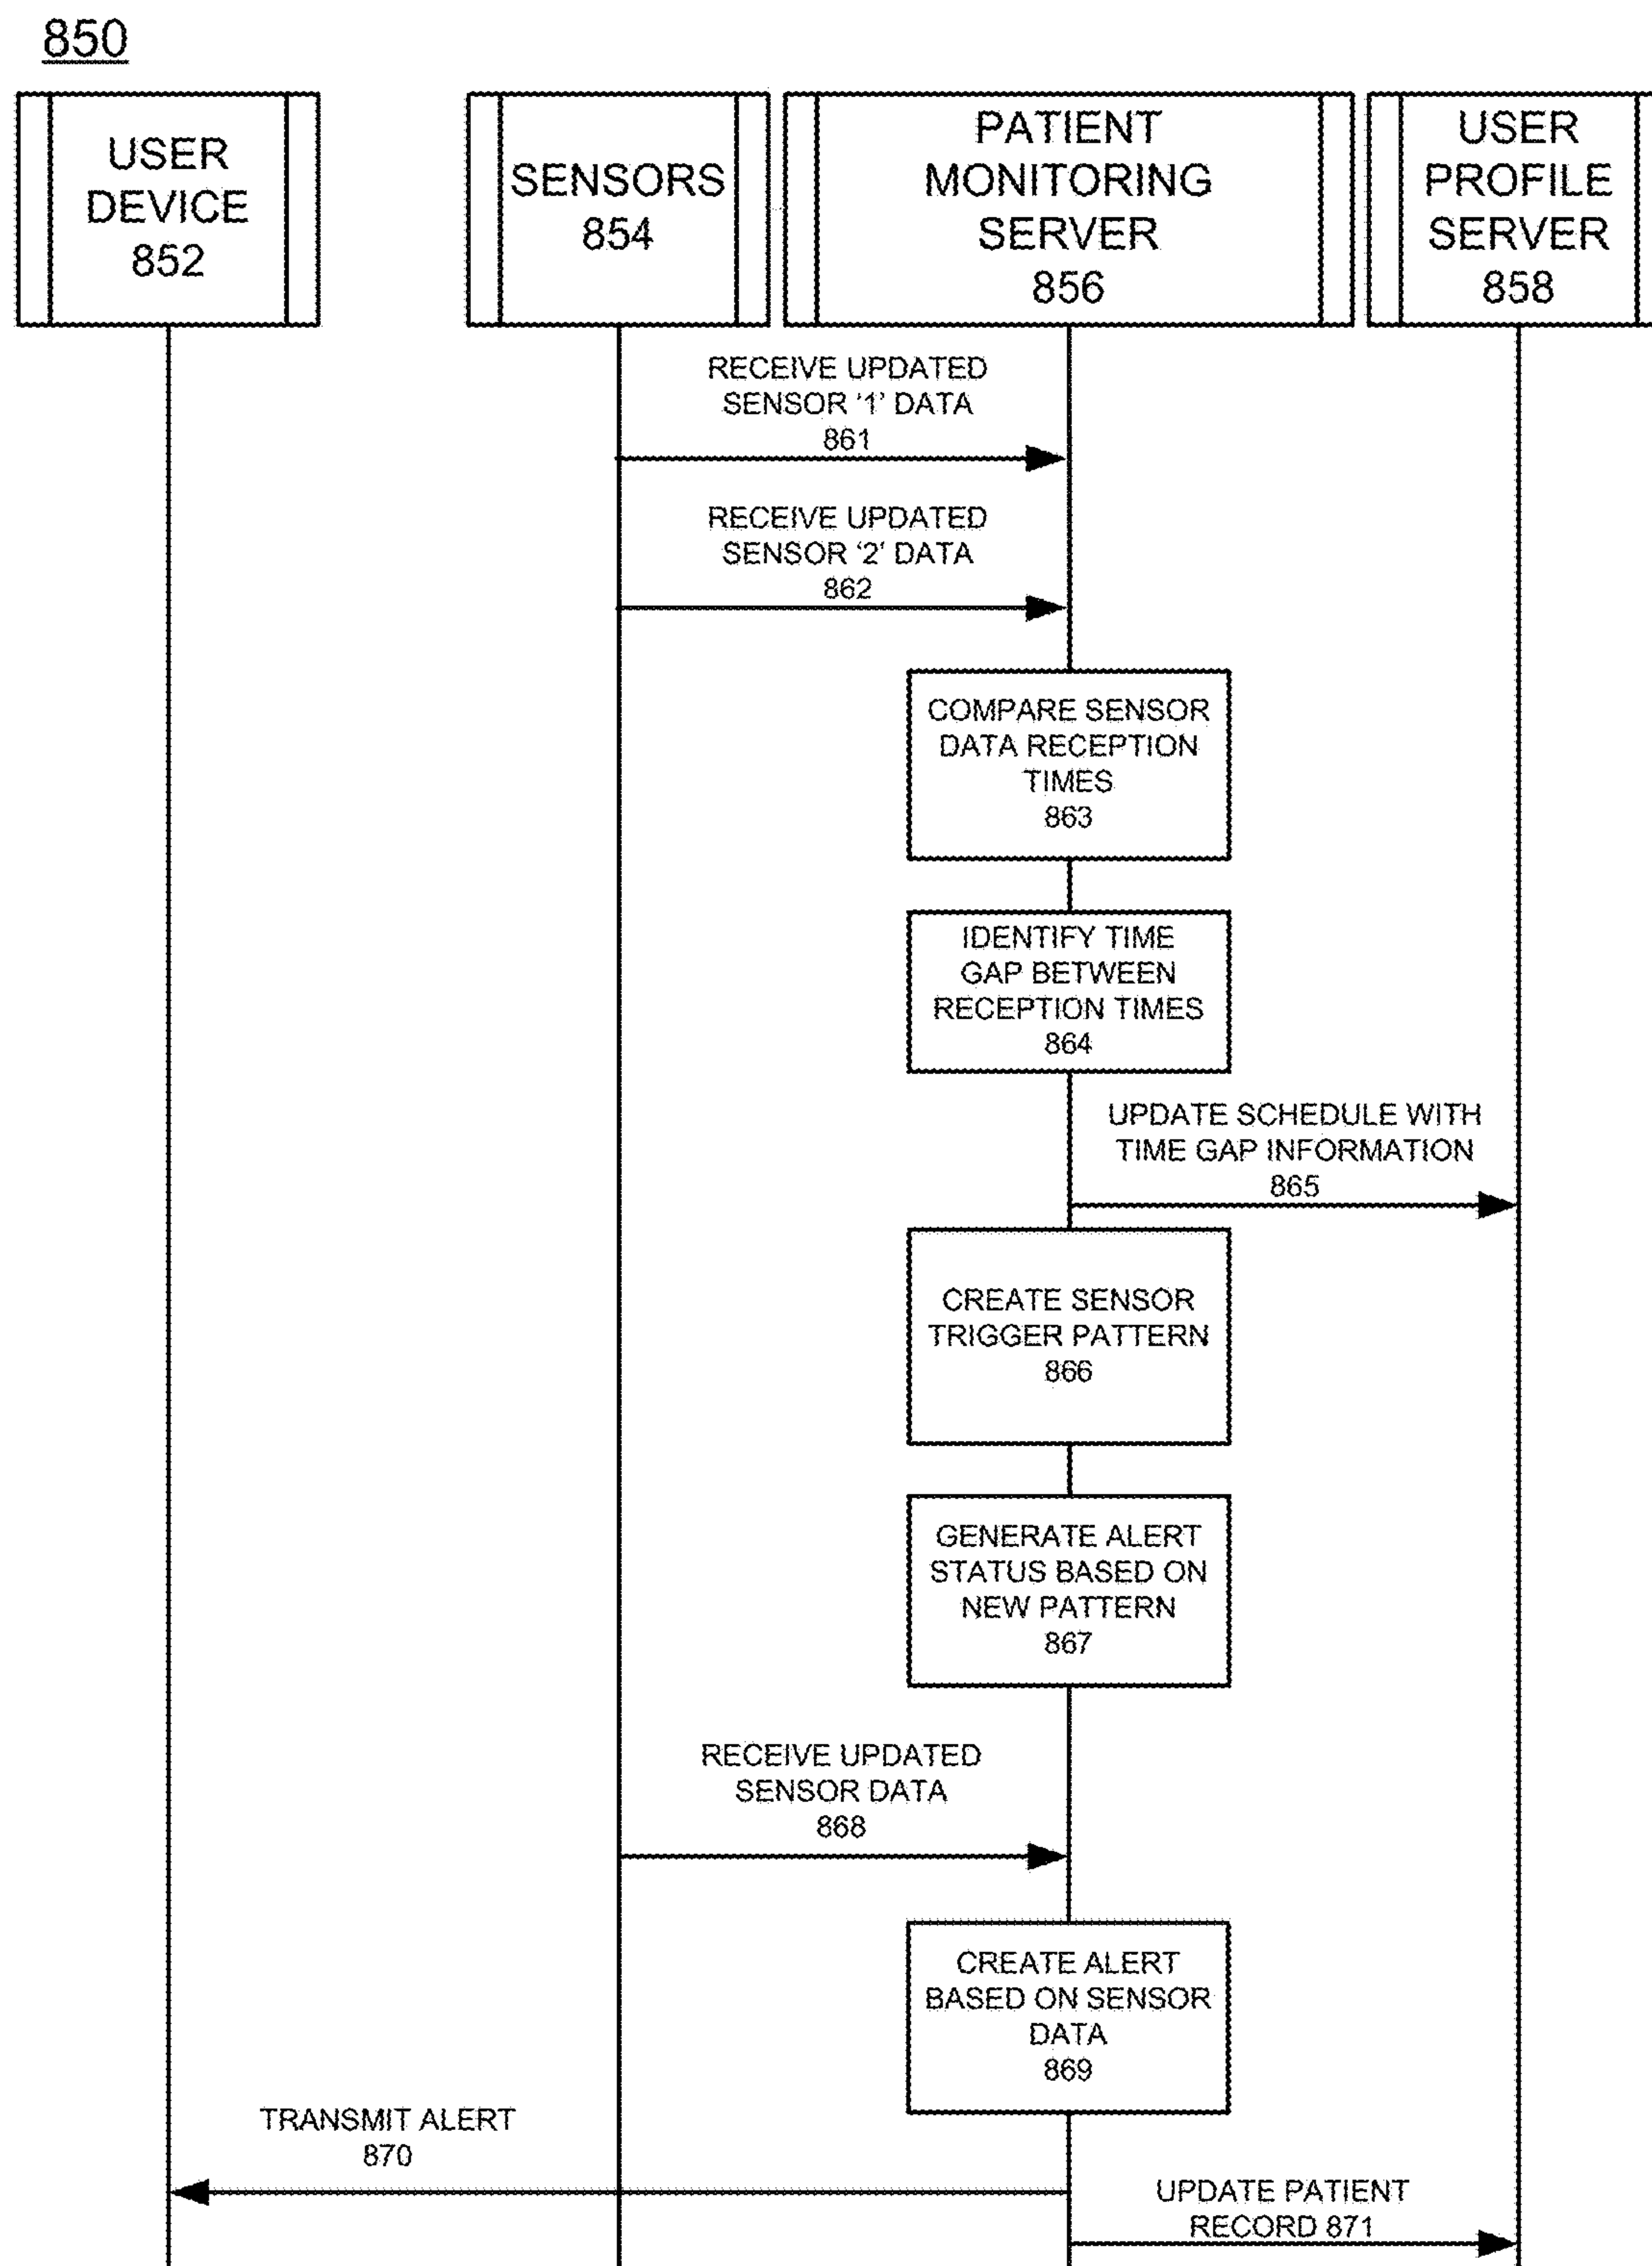 850
USER
DEVICE
852
SENSORS
854
PATIENT
MONITORING
SERVER
856
USER
PROFILE
SERVER
858
RECEIVE UPDATED
SENSOR ‘1’ DATA
861
RECEIVE UPDATED
SENSOR ‘2’ DATA
862
COMPARE SENSOR
DATA RECEPTION
TIMES
863
IDENTIFY TIME
GAP BETWEEN
RECEPTION TIMES
864
UPDATE SCHEDULE WITH
TIME GAP INFORMATION
865
CREATE SENSOR
TRIGGER PATTERN
866
GENERATE ALERT
STATUS BASED ON
NEW PATTERN
867
RECEIVE UPDATED
SENSOR DATA
868
CREATE ALERT
BASED ON SENSOR
DATA
869
TRANSMIT ALERT
870
UPDATE PATIENT
RECORD 871